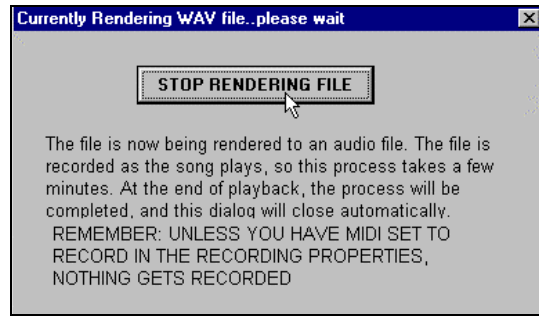 Currently Rendering WAV file..please wait
STOP RENDERING FILE
The file is now being rendered to an audio file. The file is
recorded as the song plays, so this process takes a few
minutes. At the end of playback, the process will be
completed, and this dialog will close automatically.
REMEMBER: UNLESS YOU HAVE MIDI SET TO
RECORD IN THE RECORDING PROPERTIES,
NOTHING GETS RECORDED